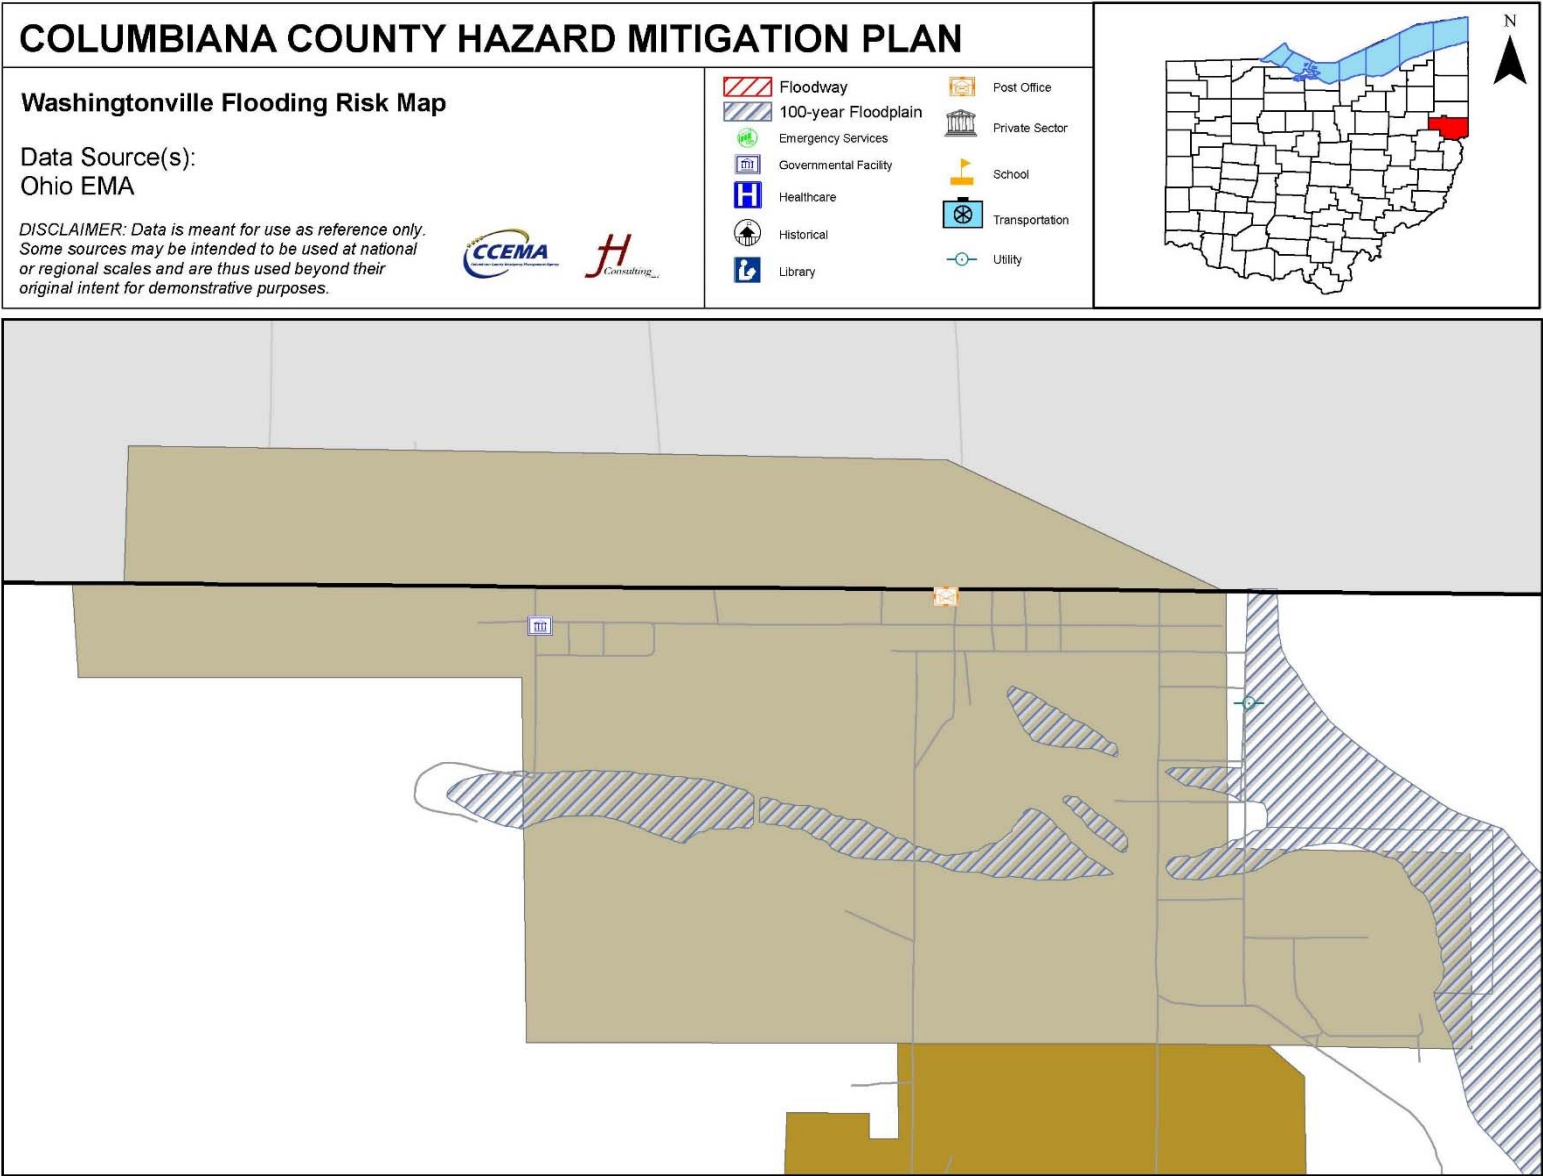 COLUMBIANA COUNTY HAZARD MITIGATION PLAN
Washingtonville Flooding Risk Map
Data Source(s):
Ohio EMA
DISCLAIMER: Data is meant for use as reference only.
Some sources may be intended to be used at national
or regional scales and are thus used beyond their
original intent for demonstrative purposes.
CCEMA
JH
Consulting
Floodway
100-year Floodplain
Emergency Services
Governmental Facility
H
Healthcare
Historical
Library
Post Office
Private Sector
School
Transportation
Utility
N